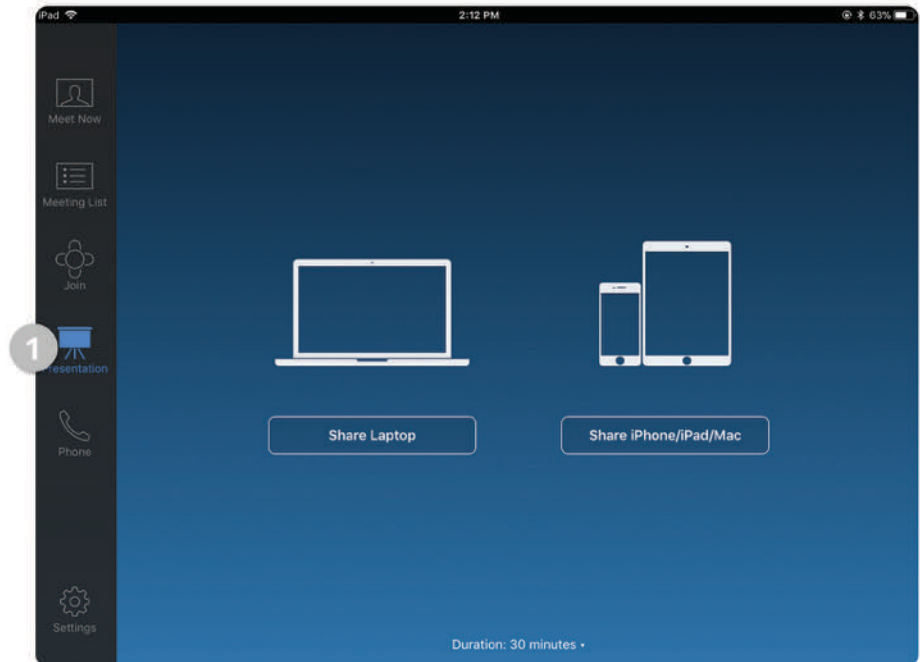 iPad 2:12 PM 63%
Meet Now
Meeting List
Join
1
Presentation
Phone
Share Laptop Share iPhone/iPad/Mac
Settings
Duration: 30 minutes